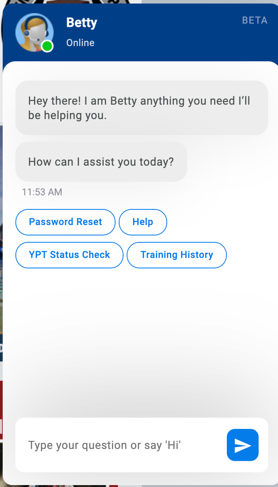 Betty
BETA
Online
Hey there! I am Betty anything you need I'll
be helping you.
How can I assist you today?
11:53 AM
Password Reset
Help
YPT Status Check
Training History
Type your question or say 'Hi'